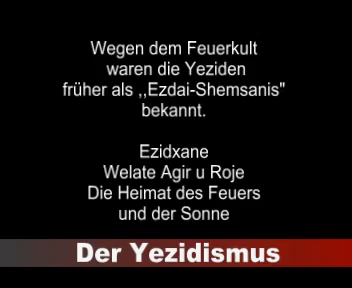 Wegen dem Feuerkult
waren die Yeziden
früher als ,,Ezdai-Shemsanis"
bekannt.
Ezidxane
Welate Agir u Roje
Die Heimat des Feuers
und der Sonne
Der Yezidismus